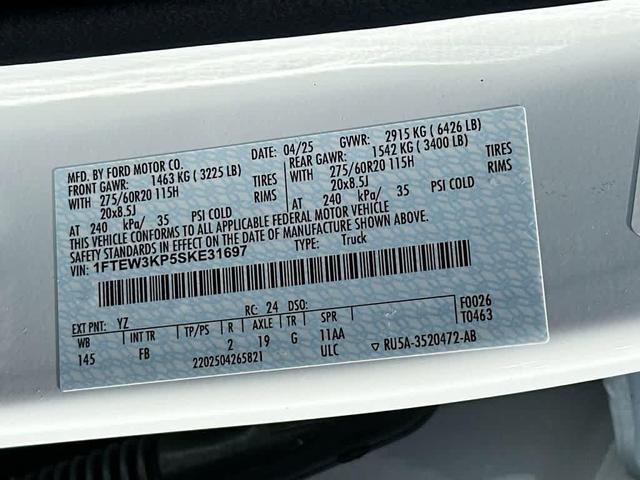 MFD. BY FORD MOTOR CO.
DATE: 04/25 GVWR: 2915 KG ( 6426 LB)
FRONT GAWR: 1463 KG ( 3225 LB) REAR GAWR: 1542 KG ( 3400 LB)
WITH 275/60R20 115H TIRES WITH 275/60R20 115H TIRES
20x8.5J RIMS 20x8.5J RIMS
AT 240 kPa/ 35 PSI COLD AT 240 kPa/ 35 PSI COLD
THIS VEHICLE CONFORMS TO ALL APPLICABLE FEDERAL MOTOR VEHICLE
SAFETY STANDARDS IN EFFECT ON THE DATE OF MANUFACTURE SHOWN ABOVE.
VIN: 1FTEW3KP5SKE31697 TYPE: Truck
F0026
T0463
EXT PNT: YZ RC: 24 DSO:
WB INT TR TP/PS R AXLE TR SPR
145 FB 2 19 G 11AA
2202504265821 ULC ▽ RU5A-3520472-AB